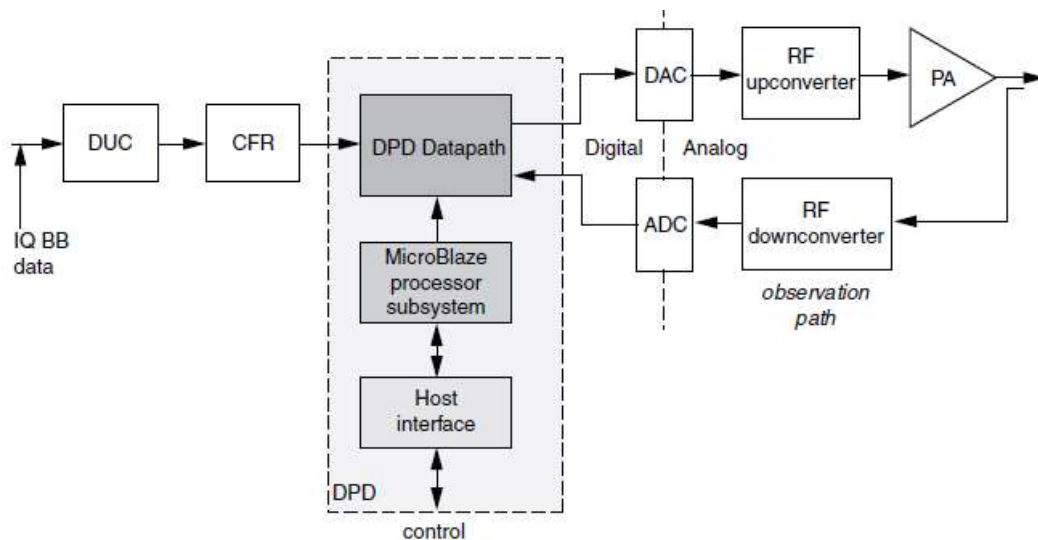 IQ BB
data
DUC
CFR
DPD Datapath
MicroBlaze
processor
subsystem
Host
interface
DPD
control
Digital
Analog
DAC
RF
upconverter
PA
ADC
RF
downconverter
observation
path